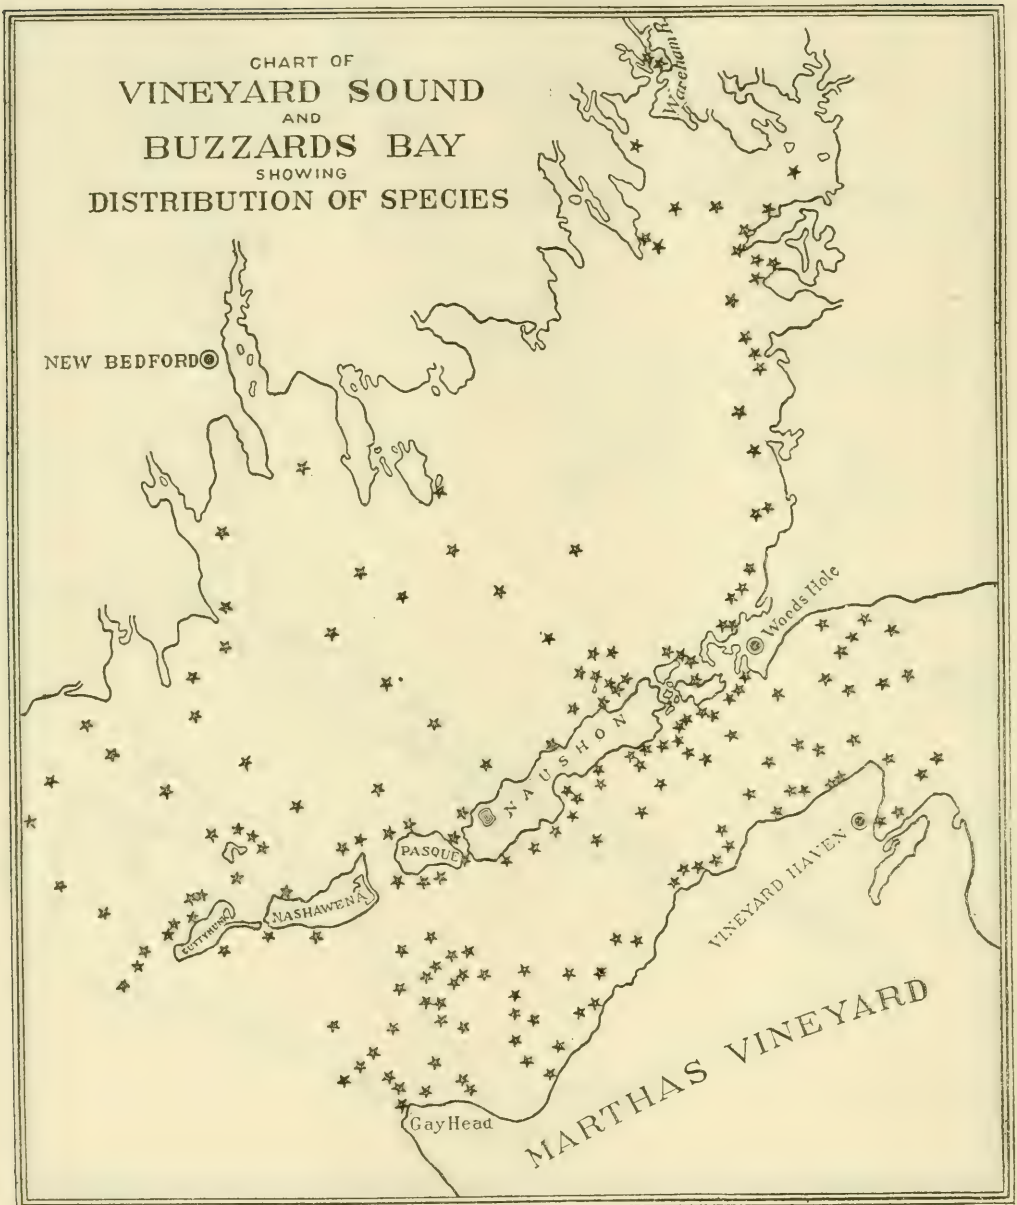 CHART OF
VINEYARD SOUND
AND
BUZZARDS BAY
SHOWING
DISTRIBUTION OF SPECIES
Wareham R.
NEW BEDFORD
Woods Hole
NAUSHON
PASQUE
NASHAWENA
CUTTYHUNK
VINEYARD HAVEN
MARTHAS VINEYARD
Gay Head